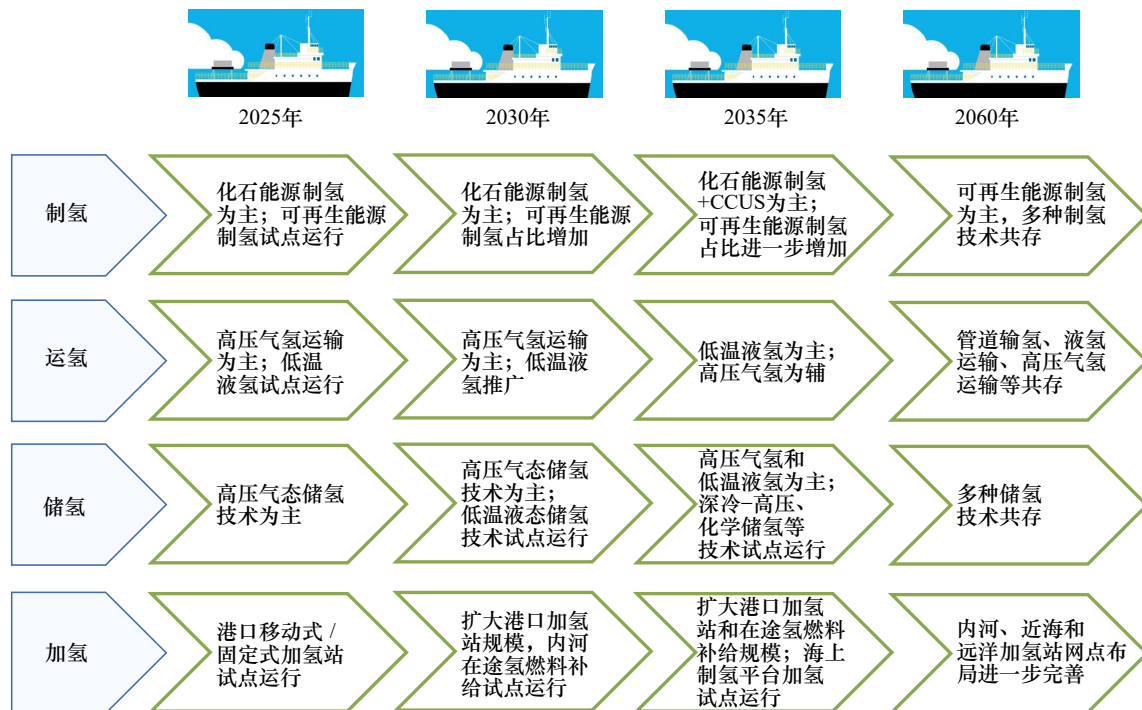 2025年
2030年
2035年
2060年
制氢
化石能源制氢
为主；可再生能源
制氢试点运行
化石能源制氢
为主；可再生能源
制氢占比增加
化石能源制氢
+CCUS为主；
可再生能源制氢
占比进一步增加
可再生能源制氢
为主，多种制氢
技术共存
运氢
高压气氢运输
为主；低温
液氢试点运行
高压气氢运输
为主；低温液
氢推广
低温液氢为主；
高压气氢为辅
管道输氢、液氢
运输、高压气氢
运输等共存
储氢
高压气态储氢
技术为主
高压气态储氢
技术为主；
低温液态储氢
技术试点运行
高压气氢和
低温液氢为主；
深冷–高压、
化学储氢等
技术试点运行
多种储氢
技术共存
加氢
港口移动式 /
固定式加氢站
试点运行
扩大港口加氢
站规模，内河
在途氢燃料补
给试点运行
扩大港口加氢
站和在途氢燃料
补给规模；海上
制氢平台加氢
试点运行
内河、近海和
远洋加氢站网点布
局进一步完善